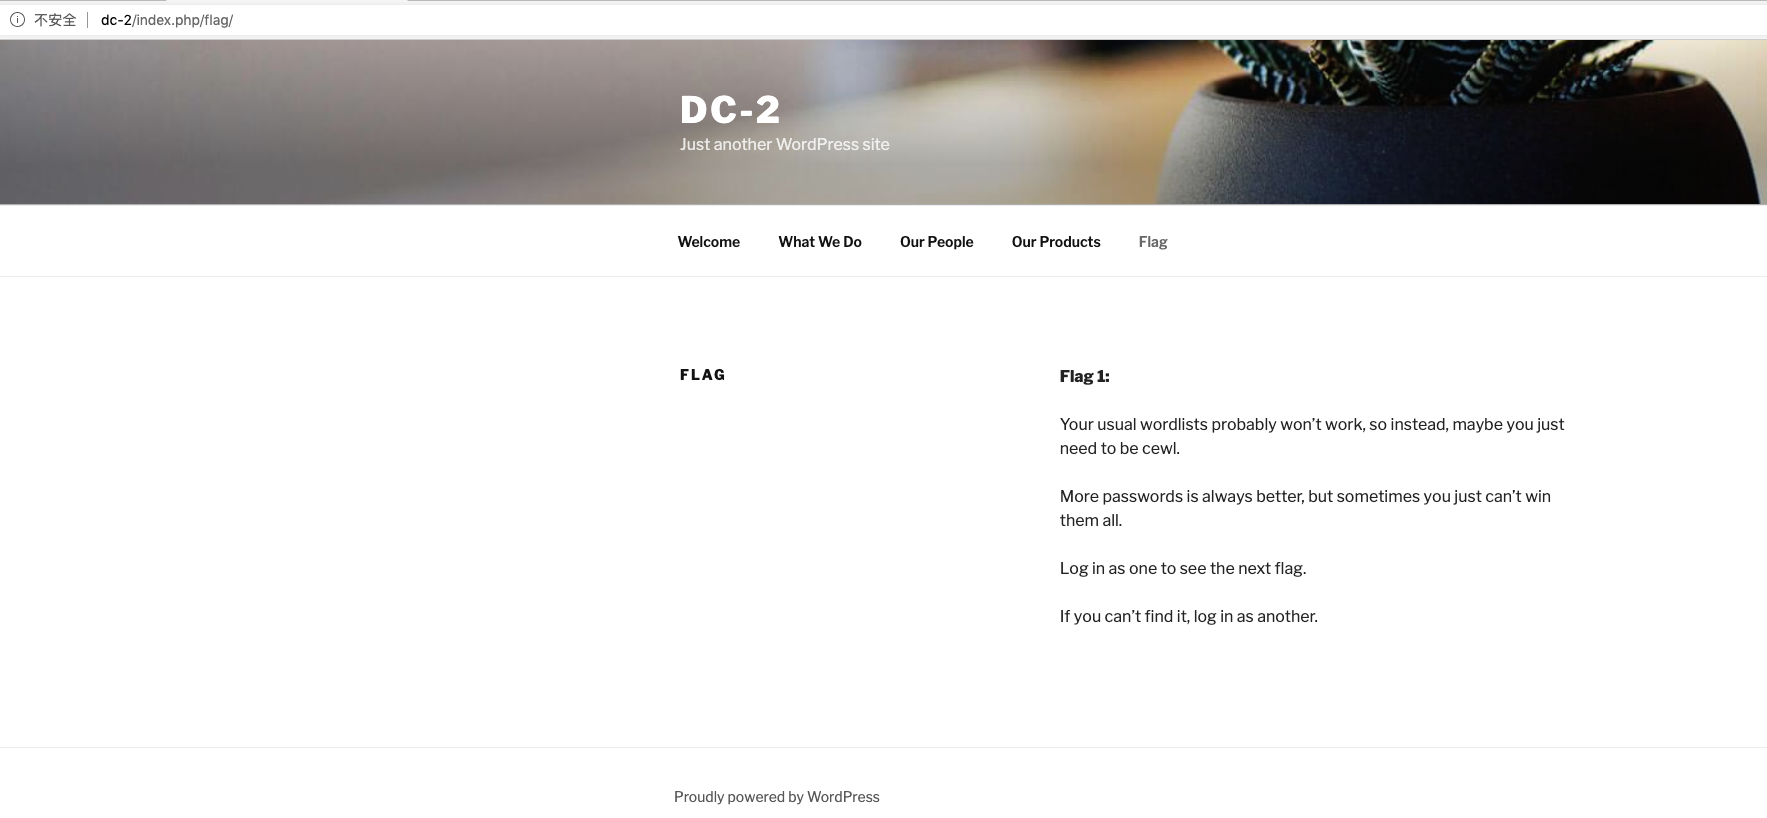 不安全 dc-2/index.php/flag/
DC-2
Just another WordPress site
Welcome What We Do Our People Our Products Flag
FLAG
Flag 1:
Your usual wordlists probably won’t work, so instead, maybe you just
need to be cewl.
More passwords is always better, but sometimes you just can’t win
them all.
Log in as one to see the next flag.
If you can’t find it, log in as another.
Proudly powered by WordPress